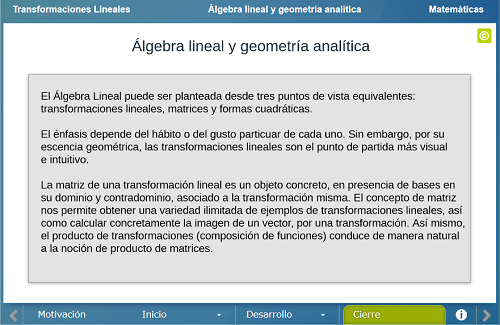 Transformaciones Lineales Álgebra lineal y geometria analítica Matemáticas
©
Álgebra lineal y geometría analítica
El Álgebra Lineal puede ser planteada desde tres puntos de vista equivalentes:
transformaciones lineales, matrices y formas cuadráticas.
El énfasis depende del hábito o del gusto particuar de cada uno. Sin embargo, por su
escencia geométrica, las transformaciones lineales son el punto de partida más visual
e intuitivo.
La matriz de una transformación lineal es un objeto concreto, en presencia de bases en
su dominio y contradominio, asociado a la transformación misma. El concepto de matriz
nos permite obtener una variedad ilimitada de ejemplos de transformaciones lineales, así
como calcular concretamente la imagen de un vector, por una transformación. Así mismo,
el producto de transformaciones (composición de funciones) conduce de manera natural
a la noción de producto de matrices.
Motivación Inicio Desarrollo Cierre i